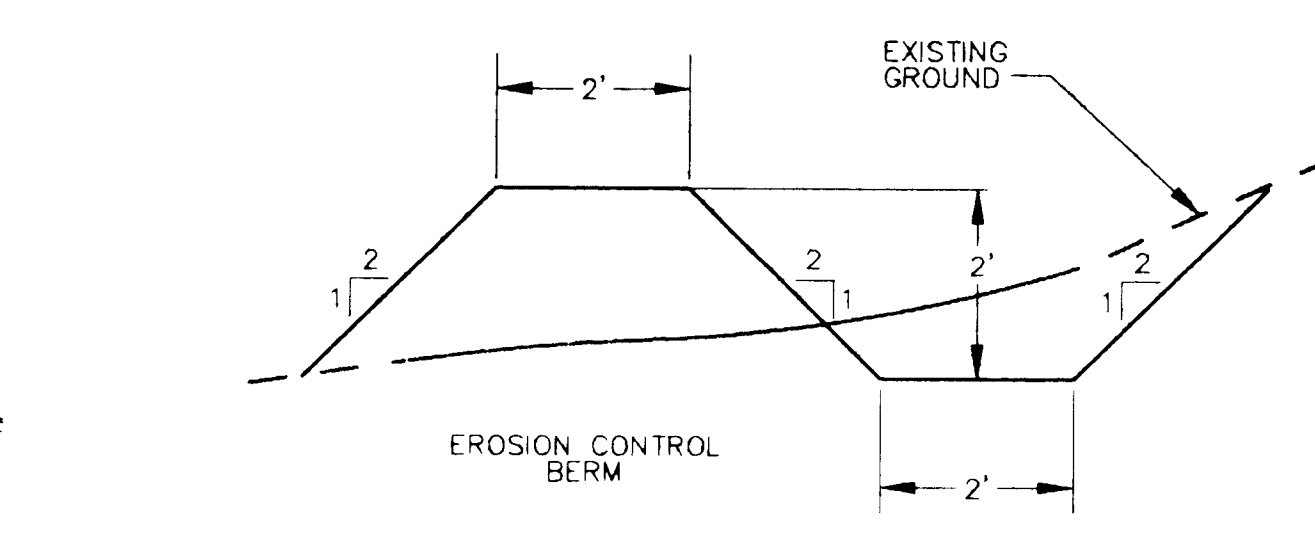 EXISTING
GROUND
2'
2
1
2
1
2'
2
1
EROSION CONTROL
BERM
2'